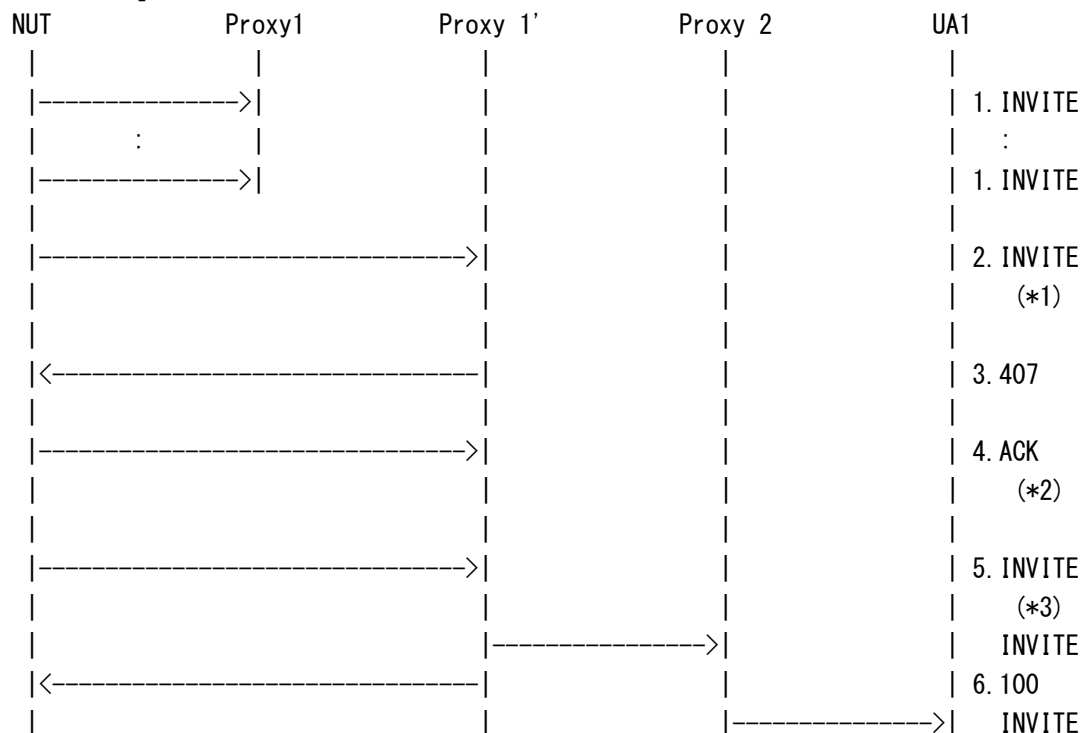 NUT Proxy1 Proxy 1' Proxy 2 UA1
| | | | |
|--------------->| | | | 1. INVITE
| : | | | | :
|--------------->| | | | 1. INVITE
| | | |
|-------------------------------->| | | 2. INVITE
| | | | (*1)
| | | |
|<--------------------------------| | | 3. 407
| | | |
|-------------------------------->| | | 4. ACK
| | | | (*2)
| | | |
|-------------------------------->| | | 5. INVITE
| | | | (*3)
| |---------------->| | INVITE
|<--------------------------------| | | 6. 100
| | |--------------->| INVITE